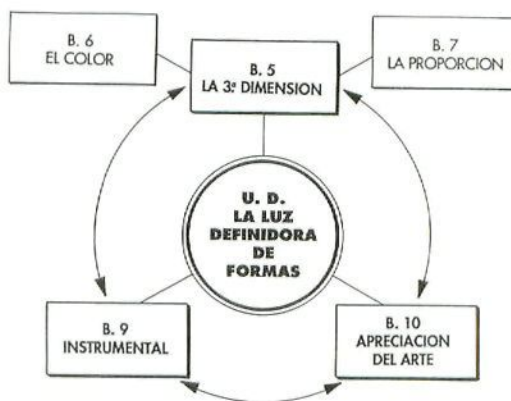 B. 6
EL COLOR
B. 5
LA 3ª DIMENSION
B. 7
LA PROPORCION
U. D.
LA LUZ
DEFINIDORA
DE
FORMAS
B. 9
INSTRUMENTAL
B. 10
APRECIACION
DEL ARTE